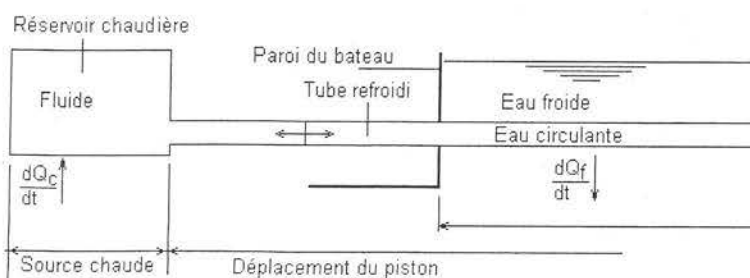 Réservoir chaudière
Paroi du bateau
Tube refroidi
Fluide
Eau froide
Eau circulante
dQc
dt
dQf
dt
Source chaude
Déplacement du piston